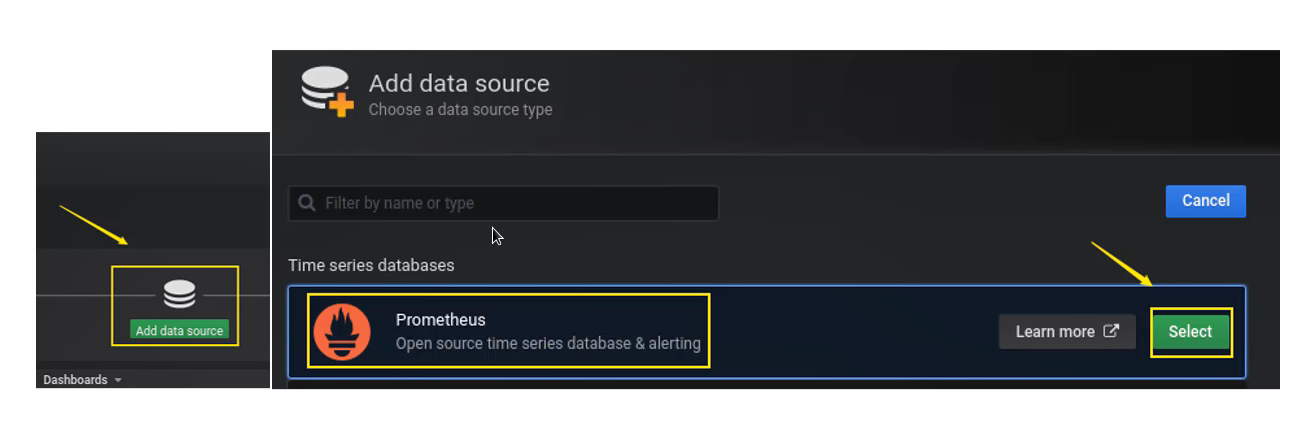 Add data source
Dashboards
Add data source
Choose a data source type
Filter by name or type
Cancel
Time series databases
Prometheus
Open source time series database & alerting
Learn more
Select